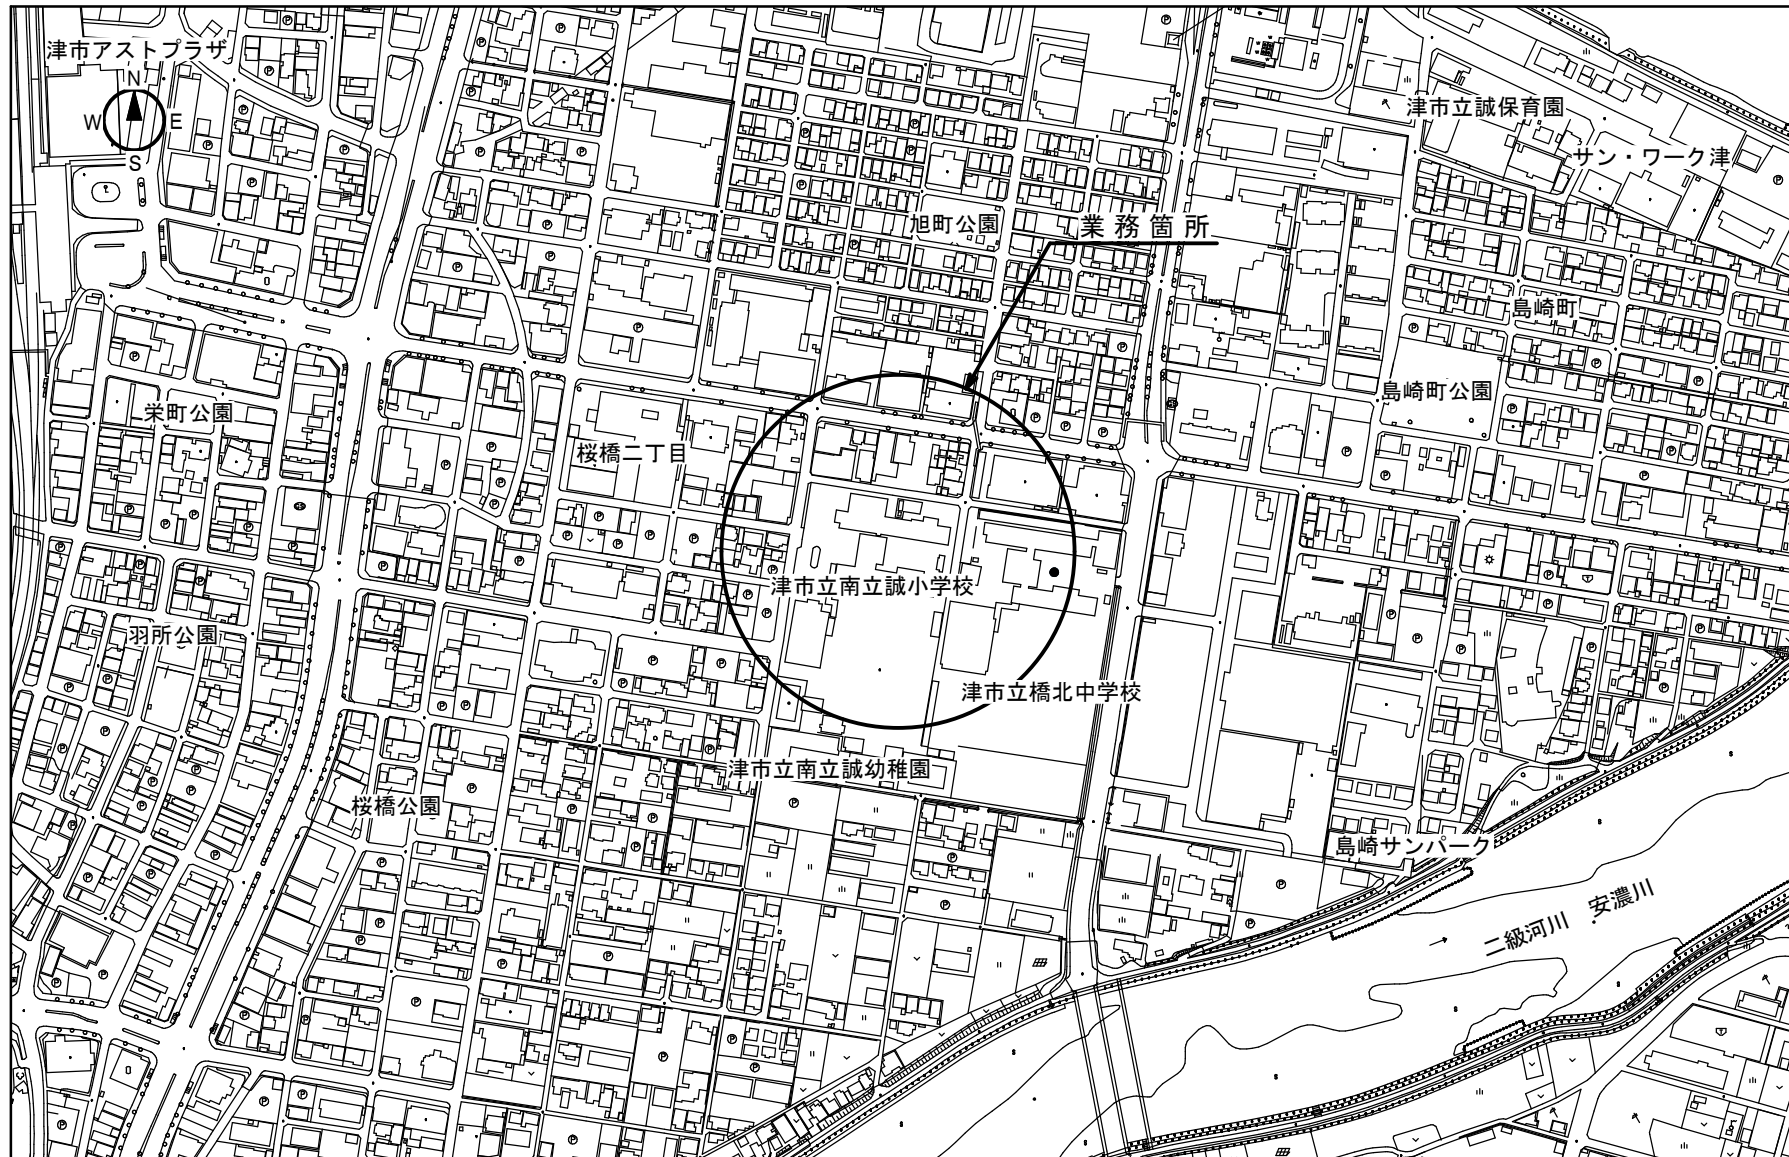 津市アストプラザ
N
W
E
S
津市立誠保育園
サン・ワーク津
旭町公園
業務箇所
島崎町
島崎町公園
栄町公園
桜橋二丁目
津市立南立誠小学校
羽所公園
津市立橋北中学校
津市立南立誠幼稚園
桜橋公園
島崎サンパーク
二級河川 安濃川